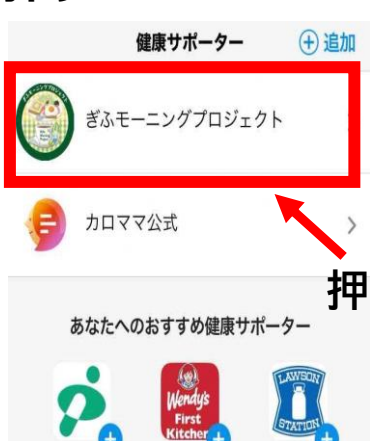 健康サポーター
追加
ぎふモーニングプロジェクト
カロママ公式
押
あなたへのおすすめ健康サポーター
Wendy's
First
Kitchen
LAWSON
STATION